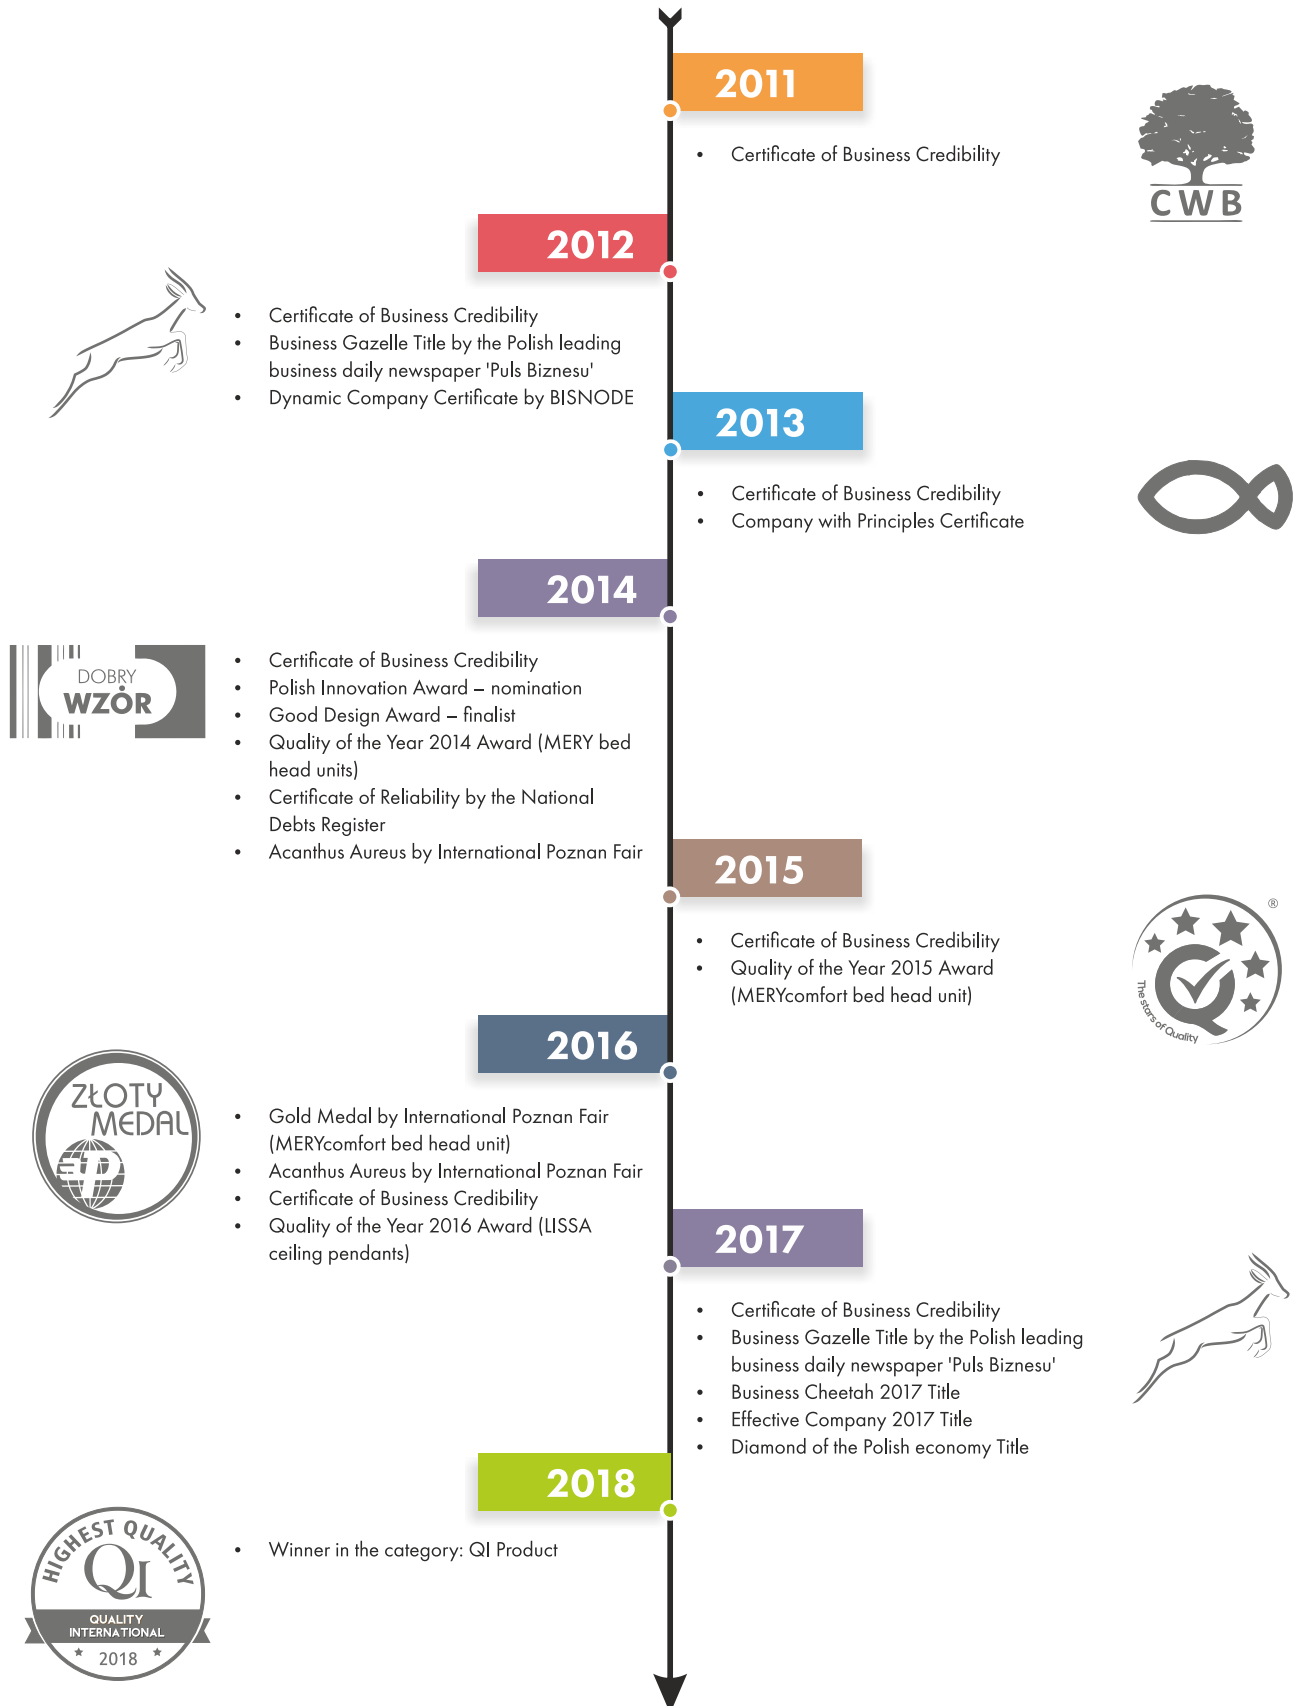 2011
• Certificate of Business Credibility
CWB
2012
• Certificate of Business Credibility
• Business Gazelle Title by the Polish leading
business daily newspaper 'Puls Biznesu'
• Dynamic Company Certificate by BISNODE
2013
• Certificate of Business Credibility
• Company with Principles Certificate
2014
DOBRY
WZÓR
• Certificate of Business Credibility
• Polish Innovation Award – nomination
• Good Design Award – finalist
• Quality of the Year 2014 Award (MERY bed
head units)
• Certificate of Reliability by the National
Debts Register
• Acanthus Aureus by International Poznan Fair
2015
• Certificate of Business Credibility
• Quality of the Year 2015 Award
(MERYcomfort bed head unit)
®
The stars of Quality
2016
ZŁOTY
MEDAL
• Gold Medal by International Poznan Fair
(MERYcomfort bed head unit)
• Acanthus Aureus by International Poznan Fair
• Certificate of Business Credibility
• Quality of the Year 2016 Award (LISSA
ceiling pendants)
2017
• Certificate of Business Credibility
• Business Gazelle Title by the Polish leading
business daily newspaper 'Puls Biznesu'
• Business Cheetah 2017 Title
• Effective Company 2017 Title
• Diamond of the Polish economy Title
2018
• Winner in the category: QI Product
HIGHEST QUALITY
QI
QUALITY
INTERNATIONAL
2018